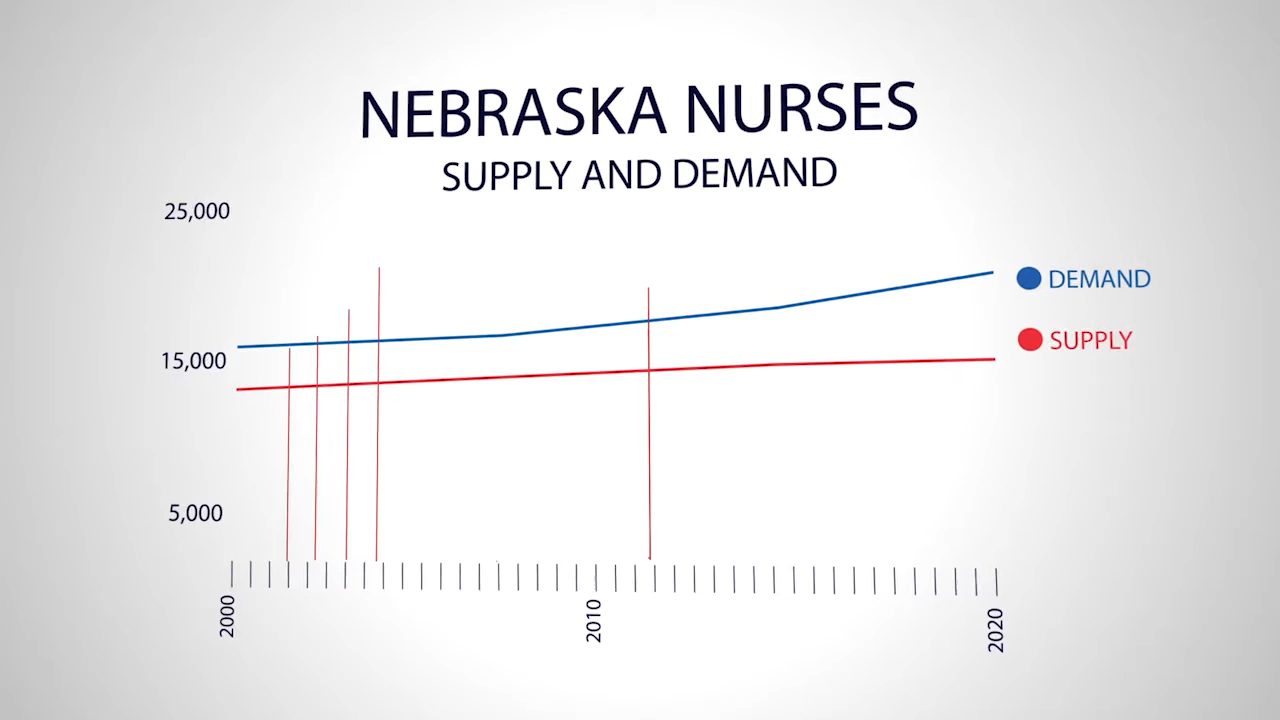 NEBRASKA NURSES
SUPPLY AND DEMAND
25,000
15,000
5,000
DEMAND
SUPPLY
2000
2010
2020